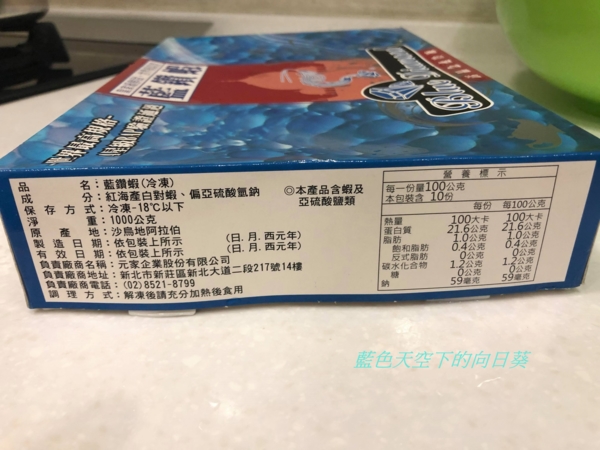 品名：藍鑽蝦(冷凍)
成分：紅海產白對蝦、偏亞硫酸氫鈉
◎本產品含蝦及亞硫酸鹽類
保存方式：冷凍-18℃以下
淨重：1000公克
原產地：沙烏地阿拉伯
製造日期：依包裝上所示 (日.月.西元年)
有效日期：依包裝上所示 (日.月.西元年)
負責廠商名稱：元家企業股份有限公司
負責廠商地址：新北市新莊區新北大道二段217號14樓
負責廠商電話：(02) 8521-8799
調理方式：解凍後請充分加熱後食用
營養標示
每一份量100公克
本包裝含 10份
每份 每100公克
熱量 100大卡 100大卡
蛋白質 21.6公克 21.6公克
脂肪 1.0公克 1.0公克
飽和脂肪 0.4公克 0.4公克
反式脂肪 0公克 0公克
碳水化合物 1.2公克 1.2公克
糖 0公克 0公克
鈉 59毫克 59毫克
藍色天空下的向日葵